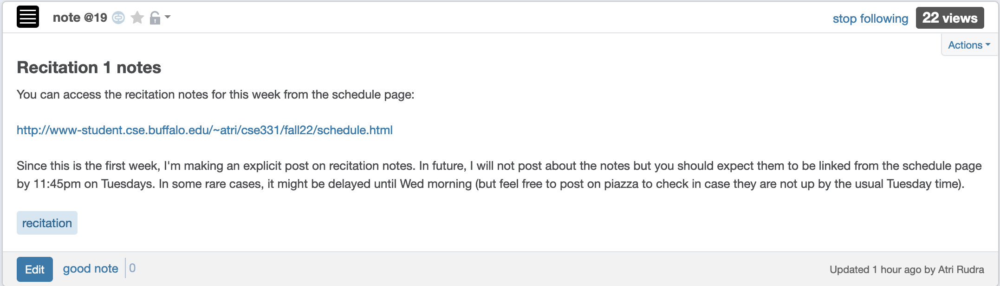 note @19
stop following
22 views
Actions
Recitation 1 notes
You can access the recitation notes for this week from the schedule page:
http://www-student.cse.buffalo.edu/~atri/cse331/fall22/schedule.html
Since this is the first week, I'm making an explicit post on recitation notes. In future, I will not post about the notes but you should expect them to be linked from the schedule page
by 11:45pm on Tuesdays. In some rare cases, it might be delayed until Wed morning (but feel free to post on piazza to check in case they are not up by the usual Tuesday time).
recitation
Edit
good note
0
Updated 1 hour ago by Atri Rudra